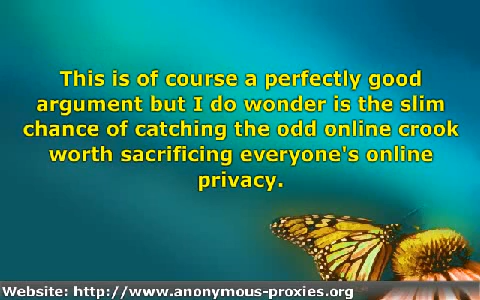 This is of course a perfectly good
argument but I do wonder is the slim
chance of catching the odd online crook
worth sacrificing everyone's online
privacy.
Website: http://www.anonymous-proxies.org